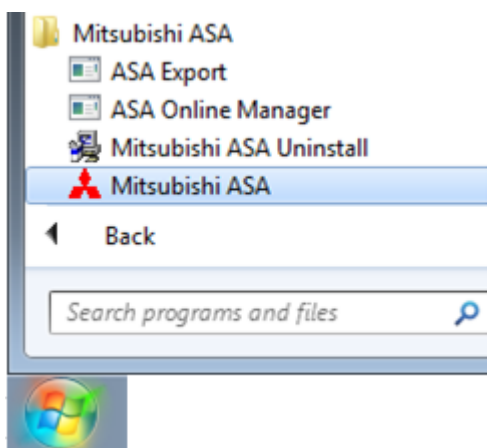 Mitsubishi ASA
ASA Export
ASA Online Manager
Mitsubishi ASA Uninstall
Mitsubishi ASA
Back
Search programs and files